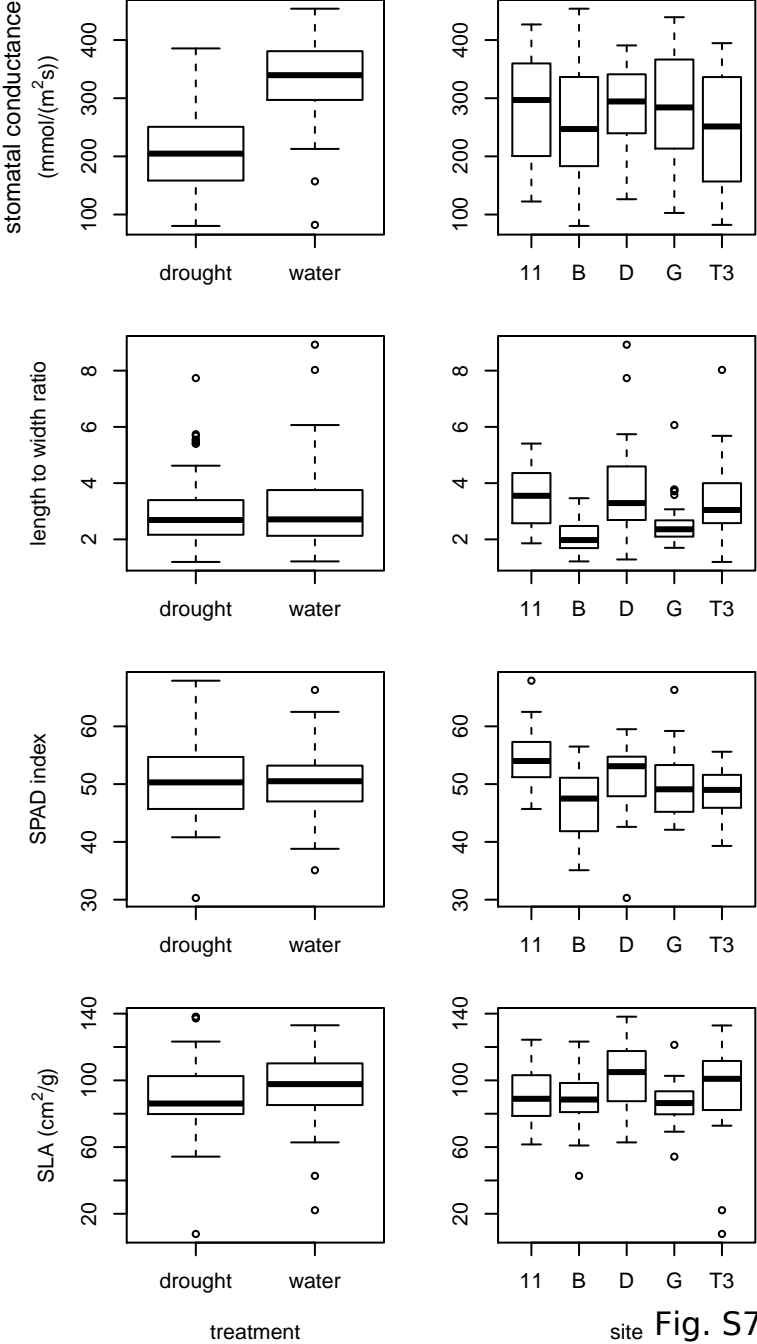 stomatal conductance
(mmol/(m²s))
100 200 300 400
drought water
100 200 300 400
11 B D G T3
length to width ratio
2 4 6 8
drought water
2 4 6 8
11 B D G T3
SPAD index
30 40 50 60
drought water
30 40 50 60
11 B D G T3
SLA (cm²/g)
20 60 100 140
drought water
20 60 100 140
11 B D G T3
treatment
site
Fig. S7